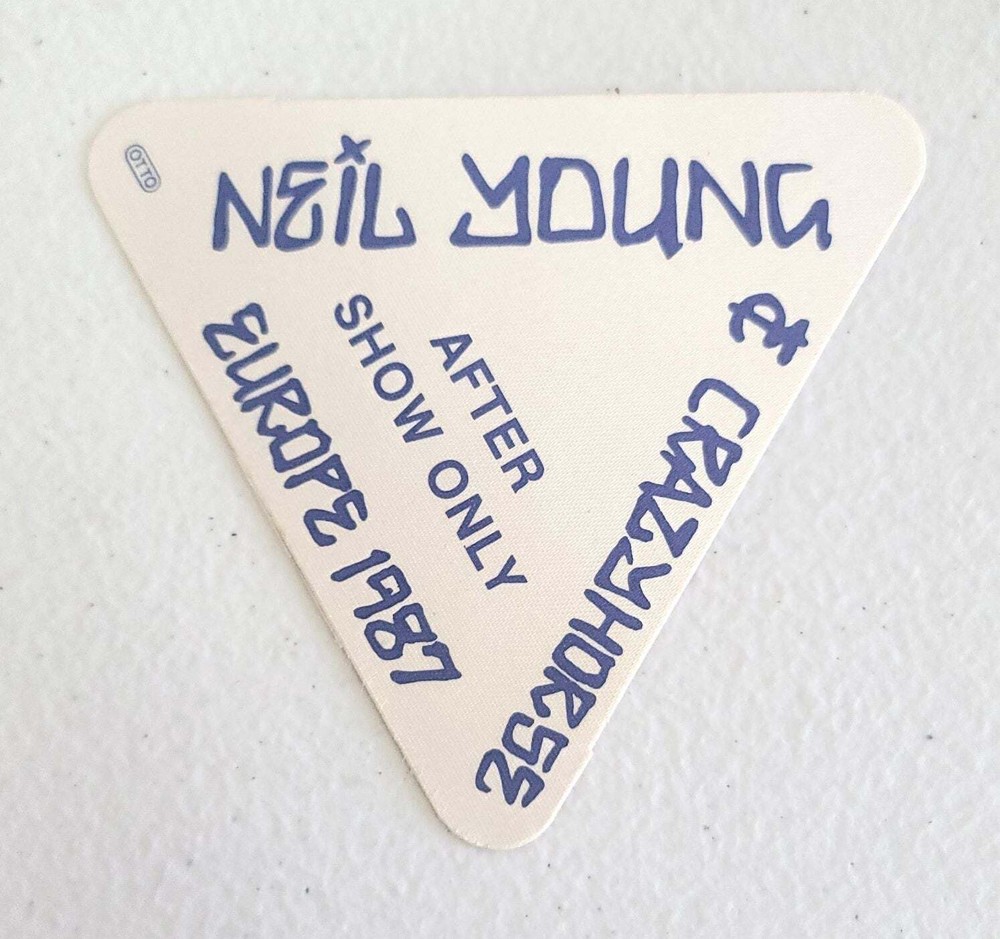 OTTO
NEIL YOUNG
& CRAZYHORSE
EUROPE 1987
AFTER
SHOW ONLY